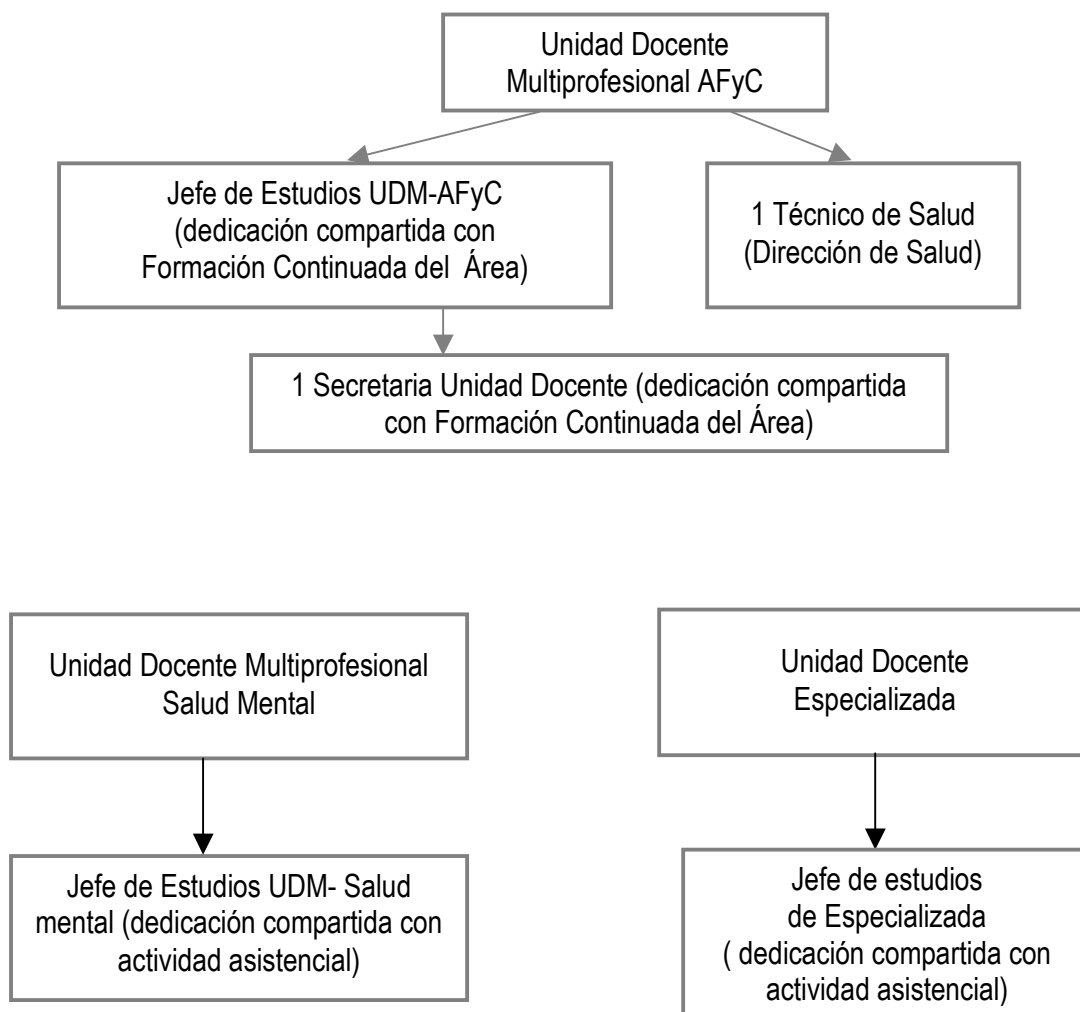 Unidad Docente
Multiprofesional AFyC
Jefe de Estudios UDM-AFyC
(dedicación compartida con
Formación Continuada del Área)
1 Técnico de Salud
(Dirección de Salud)
1 Secretaria Unidad Docente (dedicación compartida
con Formación Continuada del Área)
Unidad Docente Multiprofesional
Salud Mental
Unidad Docente
Especializada
Jefe de Estudios UDM- Salud
mental (dedicación compartida con
actividad asistencial)
Jefe de estudios
de Especializada
( dedicación compartida con
actividad asistencial)